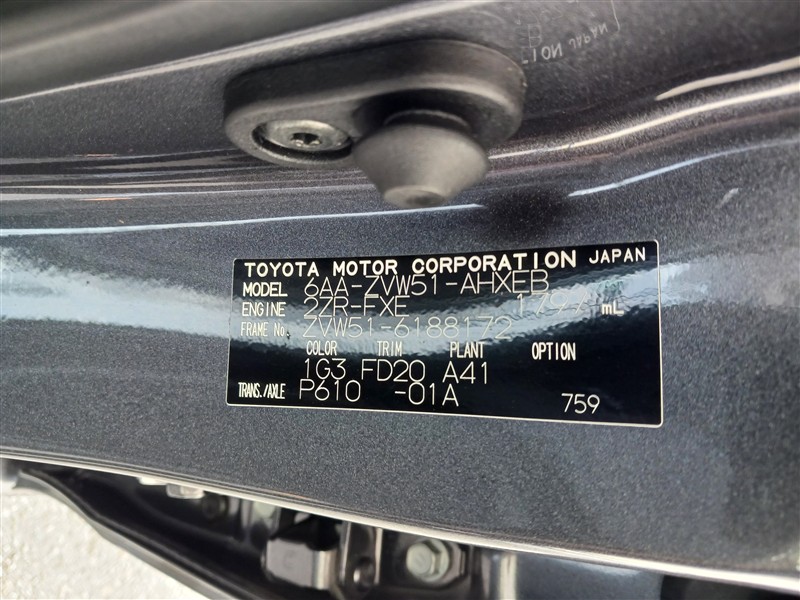 TOYOTA MOTOR CORPORATION JAPAN
MODEL 6AA-ZVW51-AHXEB
ENGINE 2ZR-FXE 1797 mL
FRAME No. ZVW51-6188172
COLOR TRIM PLANT OPTION
1G3 FD20 A41
TRANS./AXLE P610 -01A 759